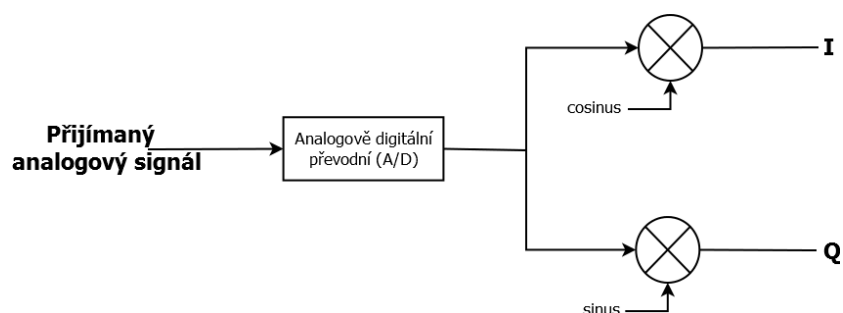 I
cosinus
Přijímaný
analogový signál
Analogově digitální
převodní (A/D)
Q
sinus